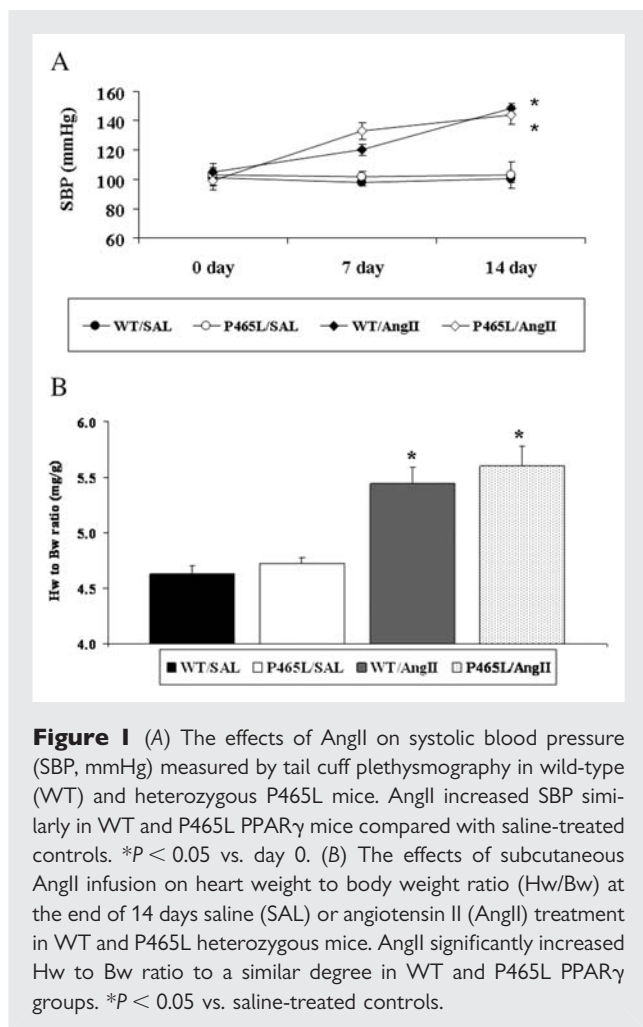 A
160
140
120
100
80
60
SBP (mmHg)
*
*
0 day 7 day 14 day
WT/SAL P465L/SAL WT/AngII P465L/AngII
B
6.0
5.5
5.0
4.5
4.0
Hw to Bw ratio (mg/g)
*
*
WT/SAL P465L/SAL WT/AngII P465L/AngII
Figure 1 (A) The effects of AngII on systolic blood pressure
(SBP, mmHg) measured by tail cuff plethysmography in wild-type
(WT) and heterozygous P465L mice. AngII increased SBP simi-
larly in WT and P465L PPARγ mice compared with saline-treated
controls. *P < 0.05 vs. day 0. (B) The effects of subcutaneous
AngII infusion on heart weight to body weight ratio (Hw/Bw) at
the end of 14 days saline (SAL) or angiotensin II (AngII) treatment
in WT and P465L heterozygous mice. AngII significantly increased
Hw to Bw ratio to a similar degree in WT and P465L PPARγ
groups. *P < 0.05 vs. saline-treated controls.